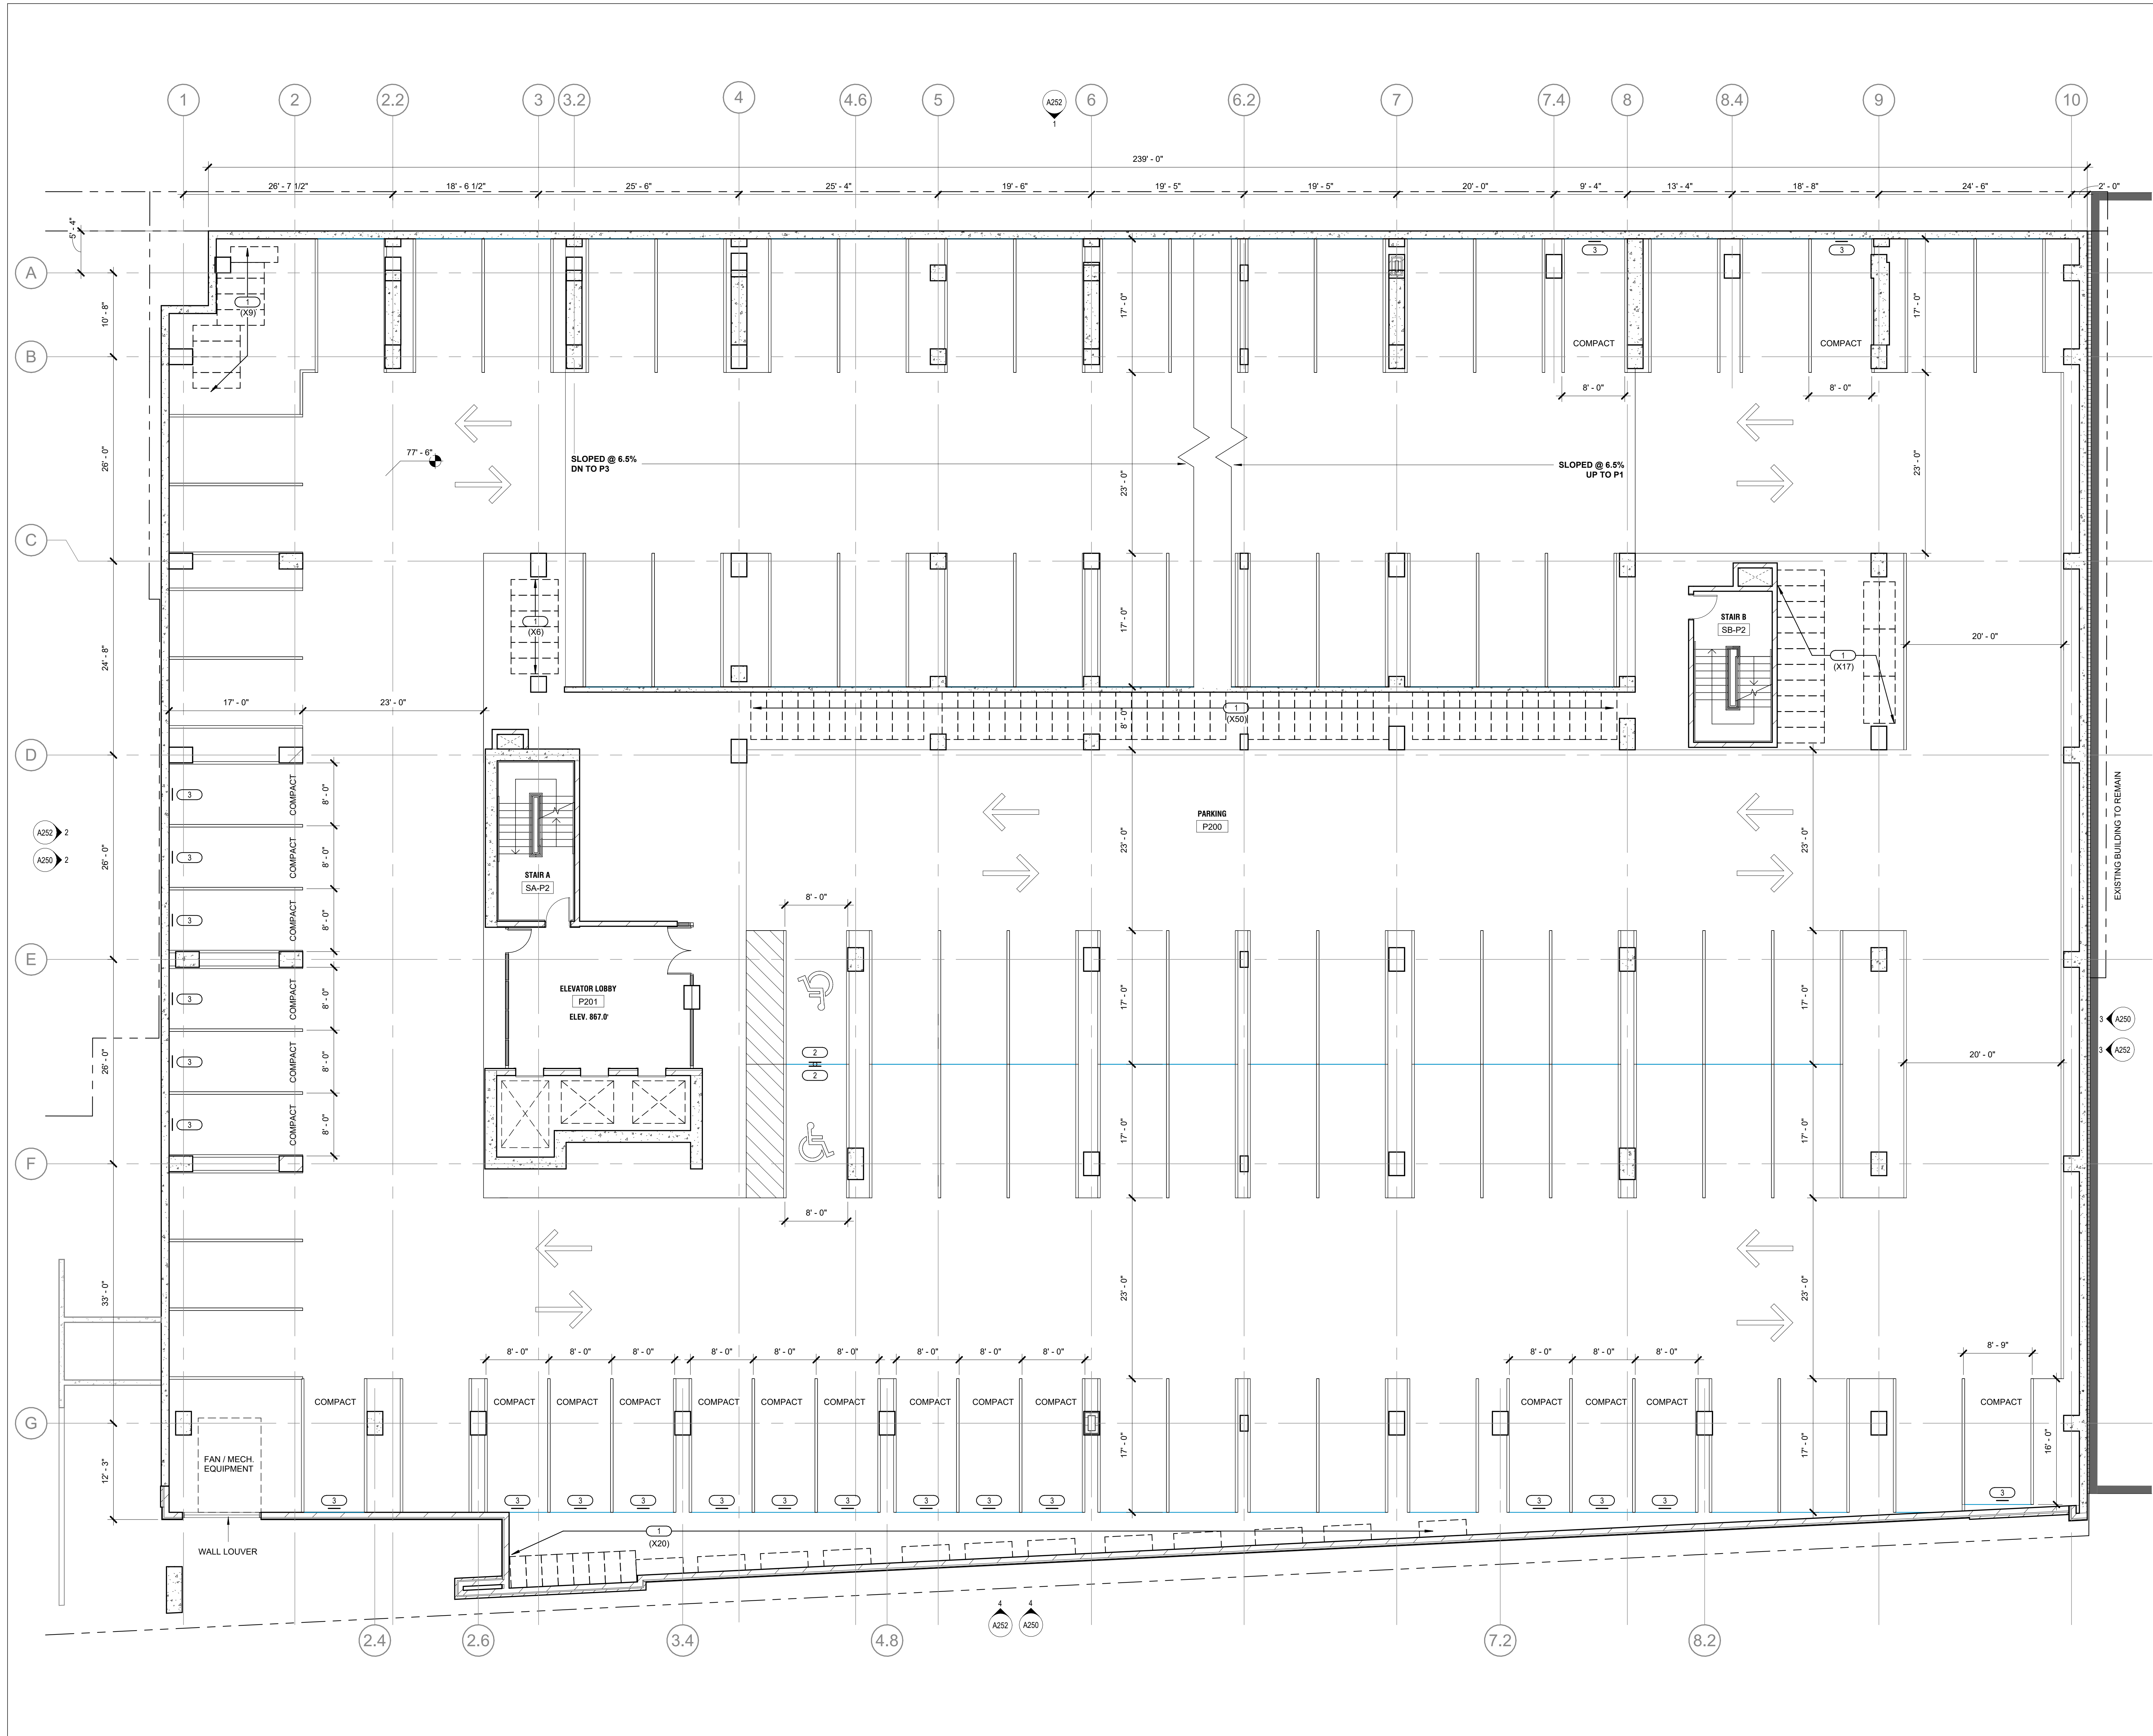 1 2 2.2 3 3.2 4 4.6 5 6 6.2 7 7.4 8 8.4 9 10
A252
1
239' - 0"
26' - 7 1/2" 18' - 6 1/2" 25' - 6" 25' - 4" 19' - 6" 19' - 5" 19' - 5" 20' - 0" 9' - 4" 13' - 4" 18' - 8" 24' - 6" 2' - 0"
5' - 4"
3 3
A
17' - 0" 17' - 0"
1
(X9)
10' - 8"
COMPACT COMPACT
B
8' - 0" 8' - 0"
77' - 6"
26' - 0"
SLOPED @ 6.5%
DN TO P3
SLOPED @ 6.5%
UP TO P1
23' - 0" 23' - 0"
C
1
(X6)
17' - 0"
STAIR B
SB-P2
20' - 0"
24' - 8"
1
(X17)
17' - 0" 23' - 0"
1
(X50)
8' - 0"
D
3 COMPACT 8' - 0"
EXISTING BUILDING TO REMAIN
PARKING
P200
A252 2
A250 2
23' - 0" 23' - 0"
26' - 0"
3 COMPACT 8' - 0"
STAIR A
SA-P2
8' - 0"
3 COMPACT 8' - 0"
E
ELEVATOR LOBBY
P201
ELEV. 867.0'
3 COMPACT 8' - 0"
17' - 0" 17' - 0"
3 A250
3 A252
2
2
26' - 0"
3 COMPACT 8' - 0"
20' - 0"
3 COMPACT 8' - 0"
17' - 0" 17' - 0"
F
8' - 0"
33' - 0"
23' - 0" 23' - 0"
8' - 0" 8' - 0" 8' - 0" 8' - 0" 8' - 0" 8' - 0" 8' - 0" 8' - 0" 8' - 0" 8' - 0" 8' - 0" 8' - 0" 8' - 9"
COMPACT COMPACT COMPACT COMPACT COMPACT COMPACT COMPACT COMPACT COMPACT COMPACT COMPACT COMPACT COMPACT COMPACT
G
17' - 0" 17' - 0" 16' - 0"
12' - 3"
FAN / MECH.
EQUIPMENT
3 3 3 3 3 3 3 3 3 3 3 3 3 3
WALL LOUVER
1
(X20)
4 4
A252 A250
2.4 2.6 3.4 4.8 7.2 8.2